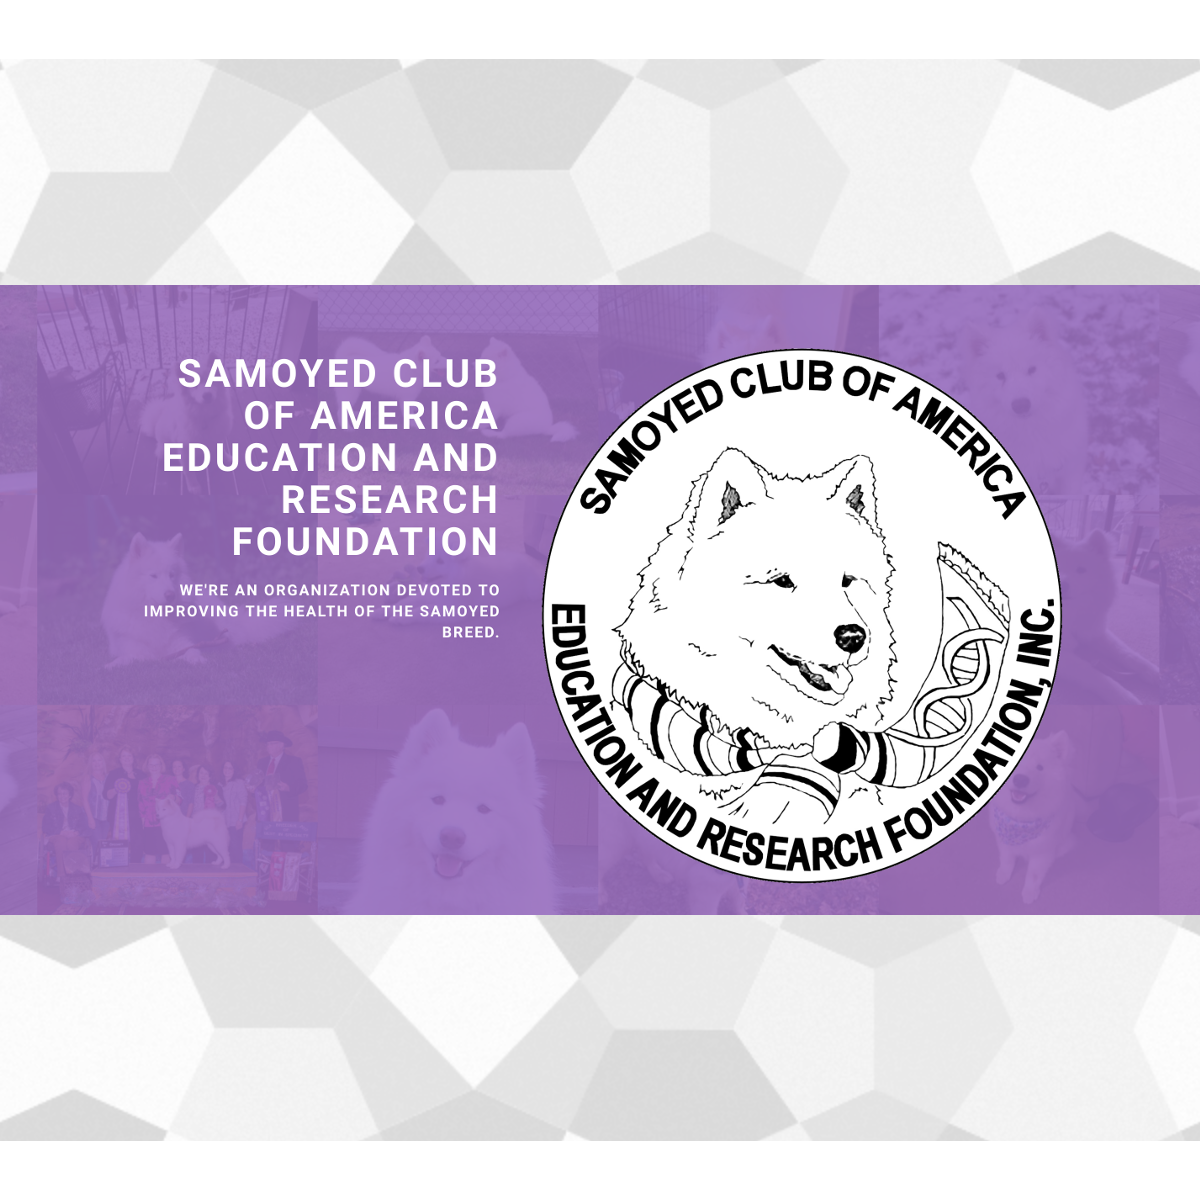 SAMOYED CLUB
OF AMERICA
EDUCATION AND
RESEARCH
FOUNDATION
WE'RE AN ORGANIZATION DEVOTED TO
IMPROVING THE HEALTH OF THE SAMOYED
BREED.
SAMOYED CLUB OF AMERICA
EDUCATION AND RESEARCH FOUNDATION, INC.